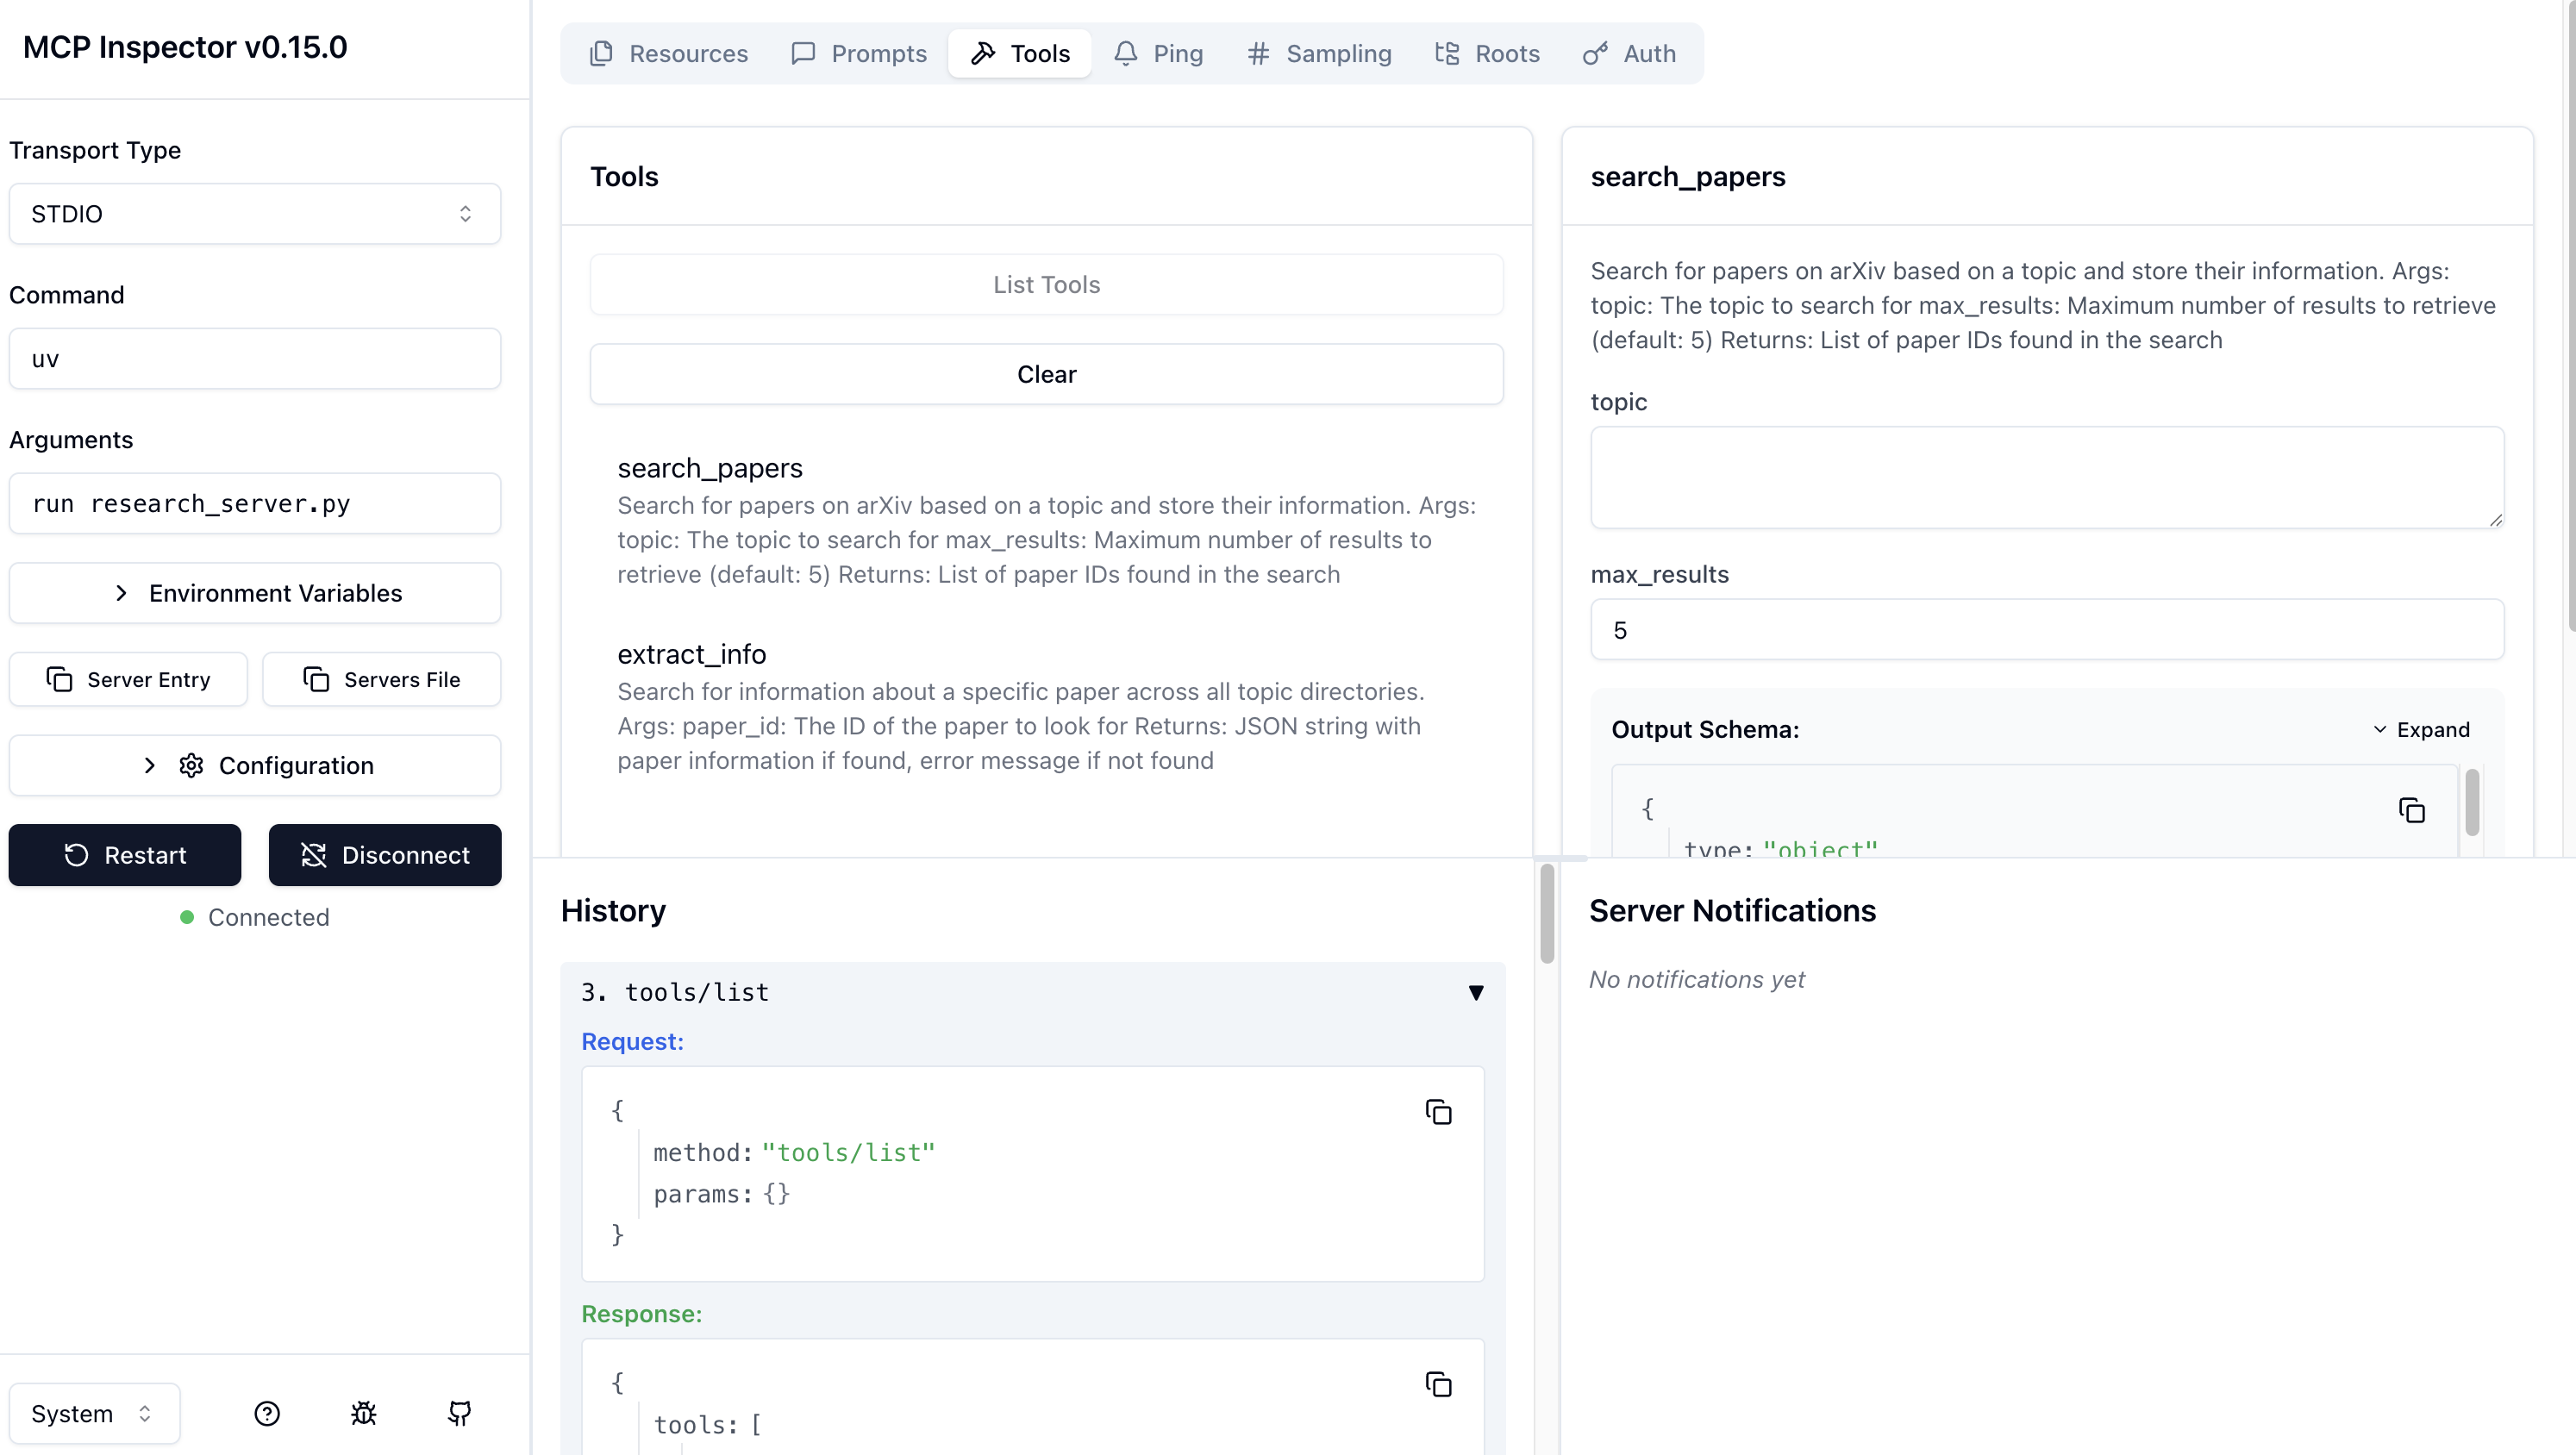 MCP Inspector v0.15.0
Transport Type
STDIO
Command
uv
Arguments
run research_server.py
Environment Variables
Server Entry
Servers File
Configuration
Restart
Disconnect
Connected
System
Resources
Prompts
Tools
Ping
Sampling
Roots
Auth
Tools
List Tools
Clear
search_papers
Search for papers on arXiv based on a topic and store their information. Args:
topic: The topic to search for max_results: Maximum number of results to
retrieve (default: 5) Returns: List of paper IDs found in the search
extract_info
Search for information about a specific paper across all topic directories.
Args: paper_id: The ID of the paper to look for Returns: JSON string with
paper information if found, error message if not found
search_papers
Search for papers on arXiv based on a topic and store their information. Args:
topic: The topic to search for max_results: Maximum number of results to retrieve
(default: 5) Returns: List of paper IDs found in the search
topic
max_results
5
Output Schema:
Expand
{
type: "object"
History
3. tools/list
Request:
{
method: "tools/list"
params: {}
}
Response:
{
tools: [
Server Notifications
No notifications yet